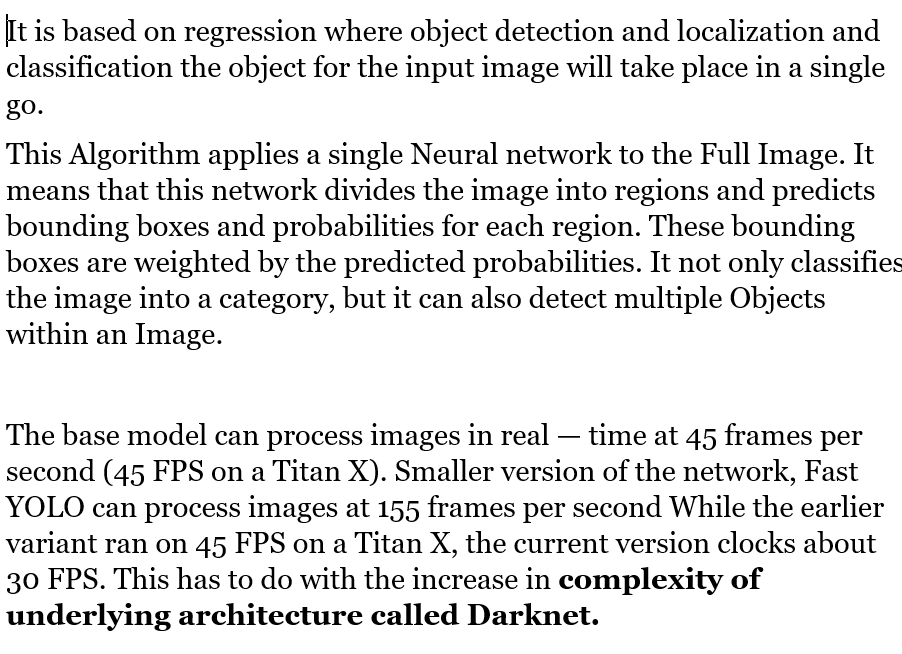 It is based on regression where object detection and localization and
classification the object for the input image will take place in a single
go.
This Algorithm applies a single Neural network to the Full Image. It
means that this network divides the image into regions and predicts
bounding boxes and probabilities for each region. These bounding
boxes are weighted by the predicted probabilities. It not only classifies
the image into a category, but it can also detect multiple Objects
within an Image.
The base model can process images in real — time at 45 frames per
second (45 FPS on a Titan X). Smaller version of the network, Fast
YOLO can process images at 155 frames per second While the earlier
variant ran on 45 FPS on a Titan X, the current version clocks about
30 FPS. This has to do with the increase in complexity of
underlying architecture called Darknet.